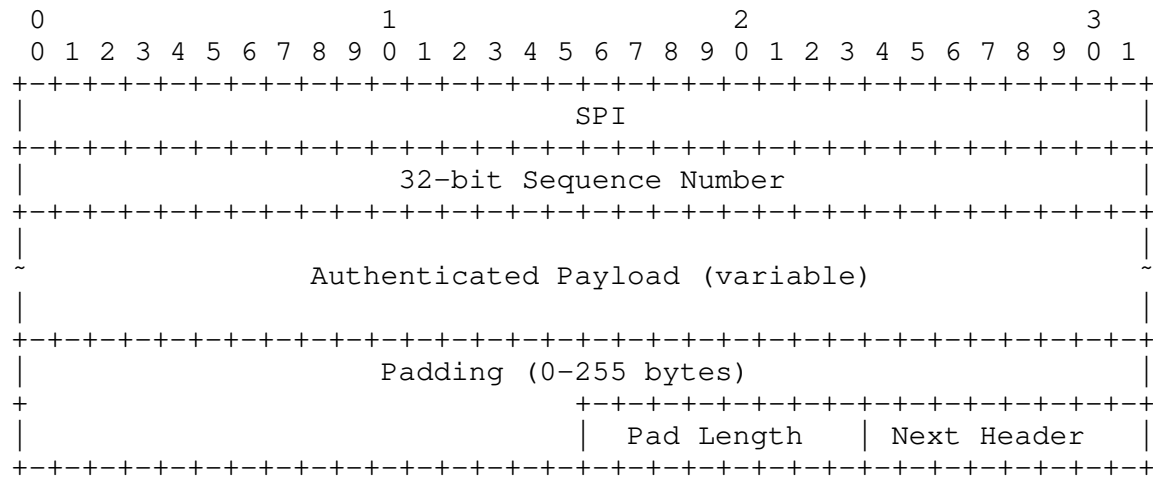 0                   1                   2                   3
 0 1 2 3 4 5 6 7 8 9 0 1 2 3 4 5 6 7 8 9 0 1 2 3 4 5 6 7 8 9 0 1
+-+-+-+-+-+-+-+-+-+-+-+-+-+-+-+-+-+-+-+-+-+-+-+-+-+-+-+-+-+-+-+-+
|                              SPI                              |
+-+-+-+-+-+-+-+-+-+-+-+-+-+-+-+-+-+-+-+-+-+-+-+-+-+-+-+-+-+-+-+-+
|                    32-bit Sequence Number                     |
+-+-+-+-+-+-+-+-+-+-+-+-+-+-+-+-+-+-+-+-+-+-+-+-+-+-+-+-+-+-+-+-+
|                                                               |
~               Authenticated Payload (variable)                ~
|                                                               |
+-+-+-+-+-+-+-+-+-+-+-+-+-+-+-+-+-+-+-+-+-+-+-+-+-+-+-+-+-+-+-+-+
|                   Padding (0-255 bytes)                       |
+                               +-+-+-+-+-+-+-+-+-+-+-+-+-+-+-+-+
|                               |  Pad Length   | Next Header   |
+-+-+-+-+-+-+-+-+-+-+-+-+-+-+-+-+-+-+-+-+-+-+-+-+-+-+-+-+-+-+-+-+